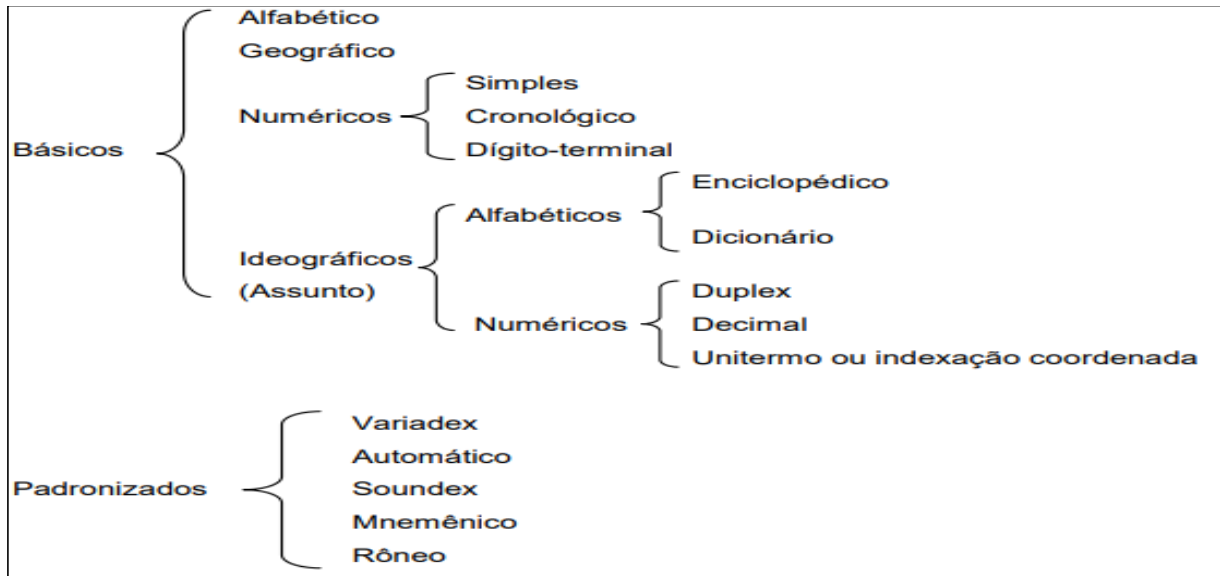 Alfabético
Geográfico
Simples
Numéricos
Cronológico
Básicos
Dígito-terminal
Enciclopédico
Alfabéticos
Dicionário
Ideográficos
(Assunto)
Duplex
Numéricos
Decimal
Unitermo ou indexação coordenada
Variadex
Automático
Padronizados
Soundex
Mnemênico
Rôneo